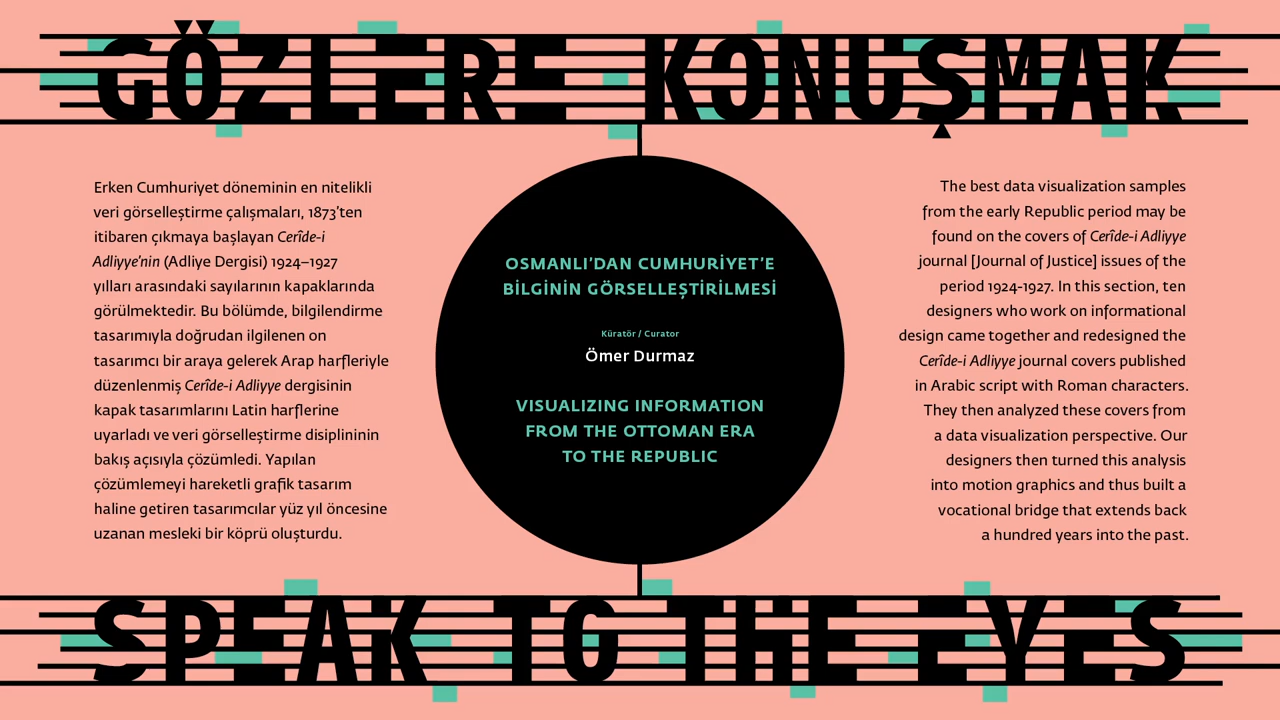 GÖZLERE KONUŞMAK
Erken Cumhuriyet döneminin en nitelikli
veri görselleştirme çalışmaları, 1873'ten
itibaren çıkmaya başlayan Cerîde-i
Adliyye'nin (Adliye Dergisi) 1924–1927
yılları arasındaki sayılarının kapaklarında
görülmektedir. Bu bölümde, bilgilendirme
tasarımıyla doğrudan ilgilenen on
tasarımcı bir araya gelerek Arap harfleriyle
düzenlenmiş Cerîde-i Adliyye dergisinin
kapak tasarımlarını Latin harflerine
uyarladı ve veri görselleştirme disiplininin
bakış açısıyla çözümledi. Yapılan
çözümlemeyi hareketli grafik tasarım
haline getiren tasarımcılar yüz yıl öncesine
uzanan mesleki bir köprü oluşturdu.
OSMANLI'DAN CUMHURİYET'E
BİLGİNİN GÖRSELLEŞTİRİLMESİ
Küratör / Curator
Ömer Durmaz
VISUALIZING INFORMATION
FROM THE OTTOMAN ERA
TO THE REPUBLIC
The best data visualization samples
from the early Republic period may be
found on the covers of Cerîde-i Adliyye
journal [Journal of Justice] issues of the
period 1924-1927. In this section, ten
designers who work on informational
design came together and redesigned the
Cerîde-i Adliyye journal covers published
in Arabic script with Roman characters.
They then analyzed these covers from
a data visualization perspective. Our
designers then turned this analysis
into motion graphics and thus built a
vocational bridge that extends back
a hundred years into the past.
SPEAK TO THE EYES